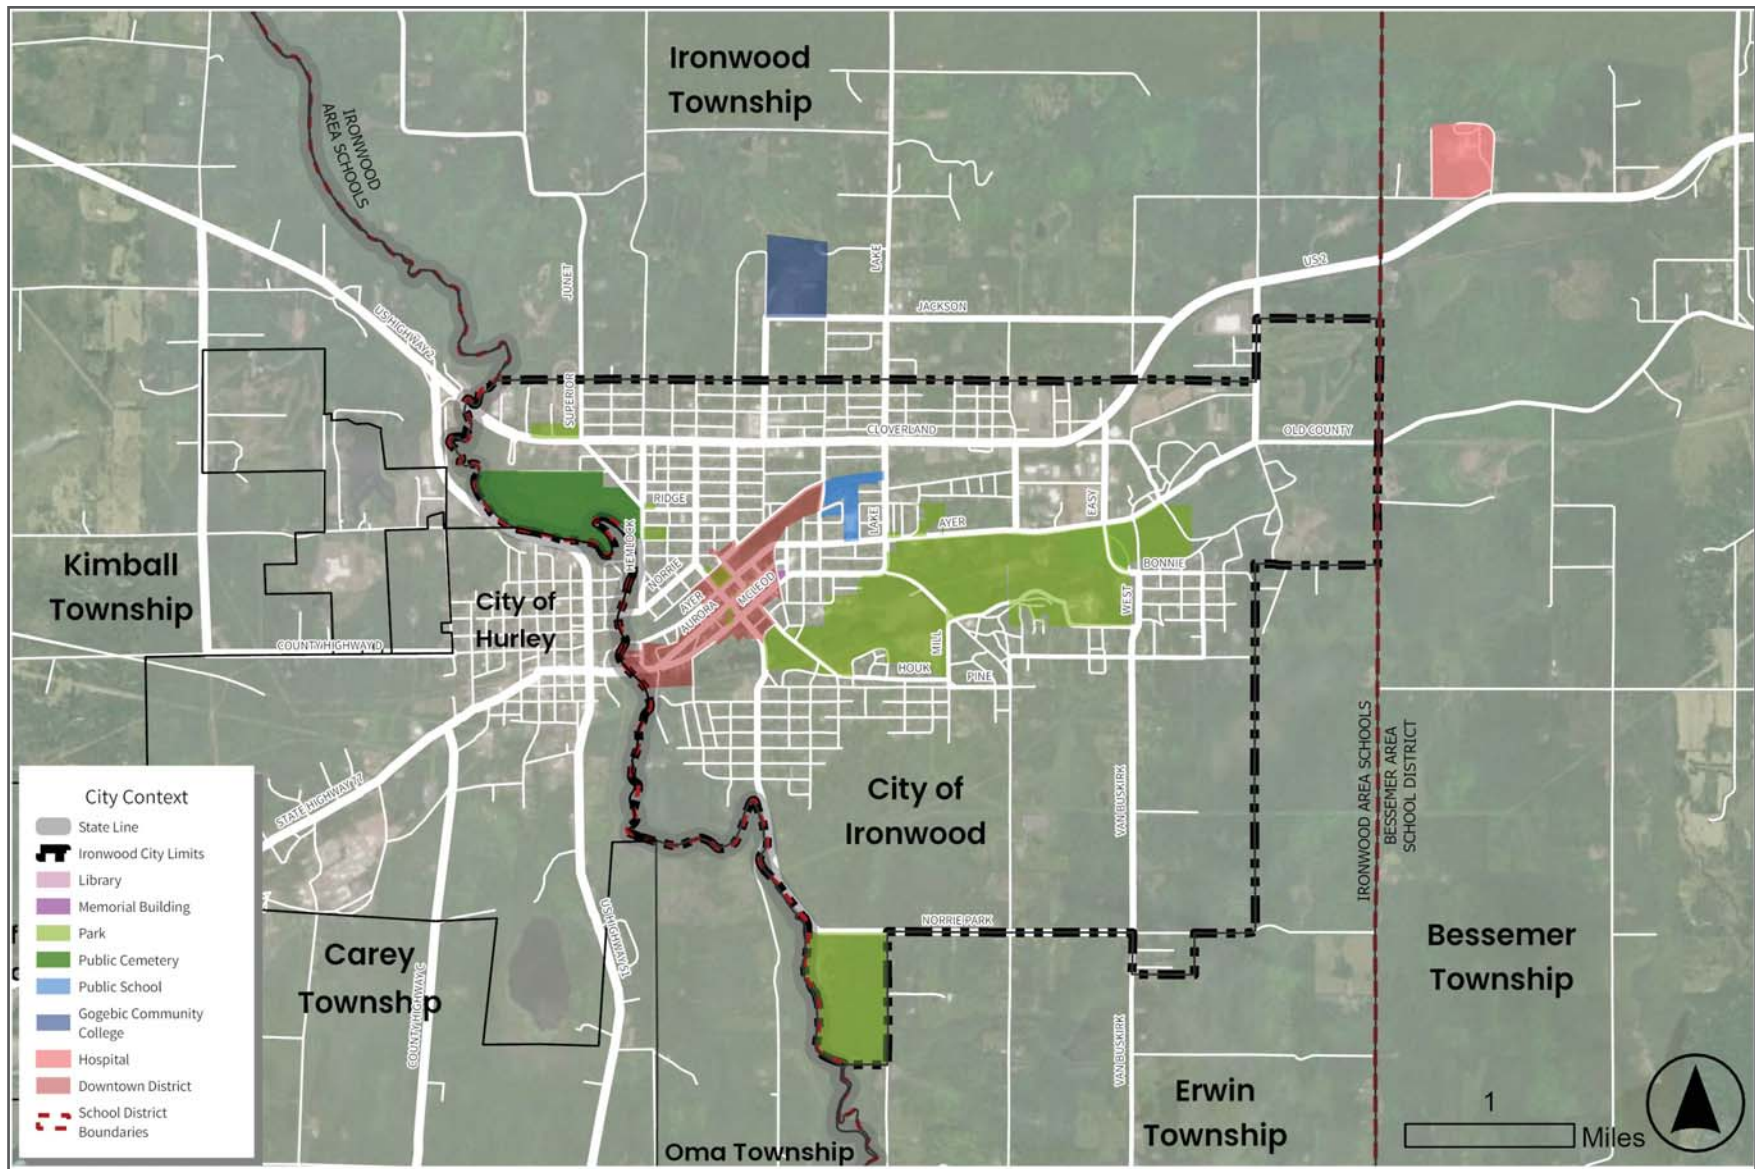 Ironwood
Township
IRONWOOD
AREA SCHOOLS
JUNET
LAKE
US 2
JACKSON
US HIGHWAY 2
SUPERIOR
CLOVERLAND
OLD COUNTY
RIDGE
LAKE
AYER
EASY
HEMLOCK
NORRIE
BONNIE
Kimball
Township
City of
Hurley
AYER
AURORA
MCLEOD
WEST
COUNTY HIGHWAY D
MILL
HOUK
PINE
IRONWOOD AREA SCHOOLS
BESSEMER AREA
SCHOOL DISTRICT
City of
Ironwood
VAN BUSKIRK
STATE HIGHWAY 77
City Context
State Line
Ironwood City Limits
Library
Memorial Building
Park
Public Cemetery
Public School
Gogebic Community
College
Hospital
Downtown District
School District
Boundaries
NORRIE PARK
US HIGHWAY 51
Carey
Township
COUNTY HIGHWAY C
Bessemer
Township
VAN BUSKIRK
Erwin
Township
Oma Township
1
Miles